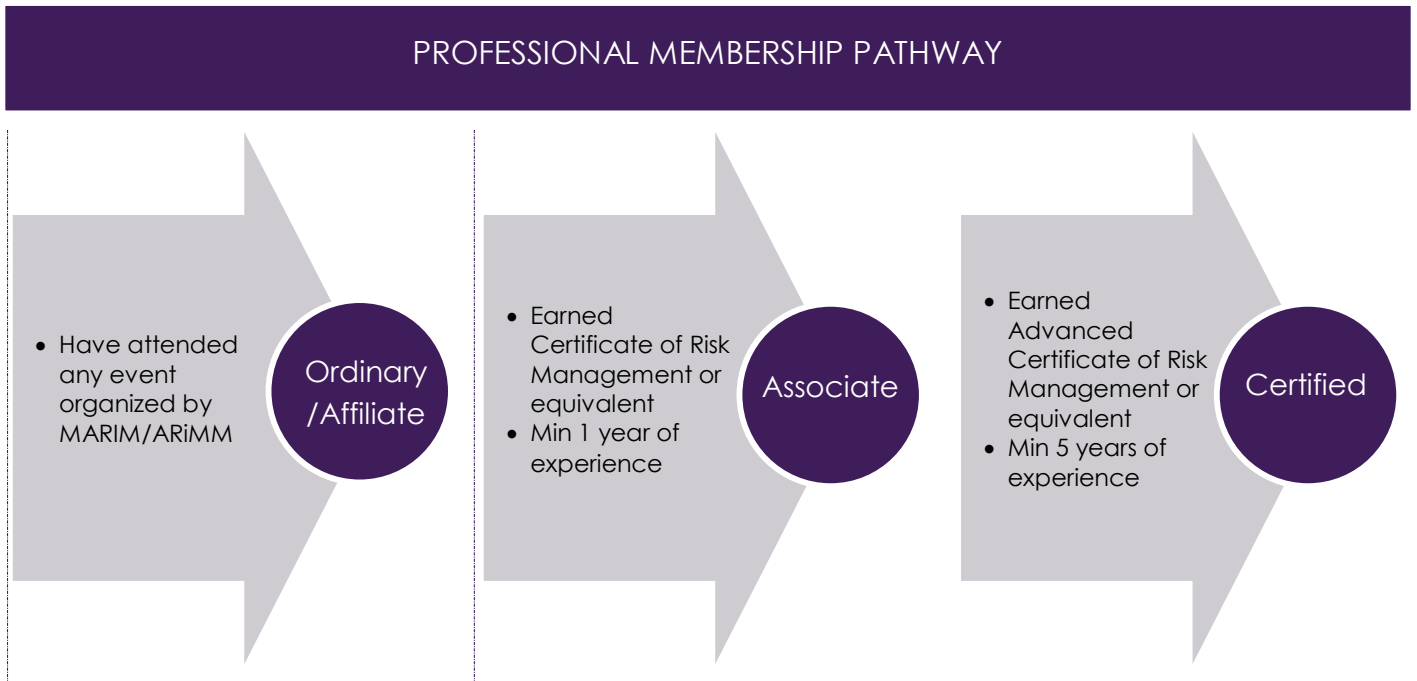 PROFESSIONAL MEMBERSHIP PATHWAY
• Have attended
any event
organized by
MARIM/ARiMM
Ordinary
/Affiliate
• Earned
Certificate of Risk
Management or
equivalent
• Min 1 year of
experience
Associate
• Earned
Advanced
Certificate of Risk
Management or
equivalent
• Min 5 years of
experience
Certified